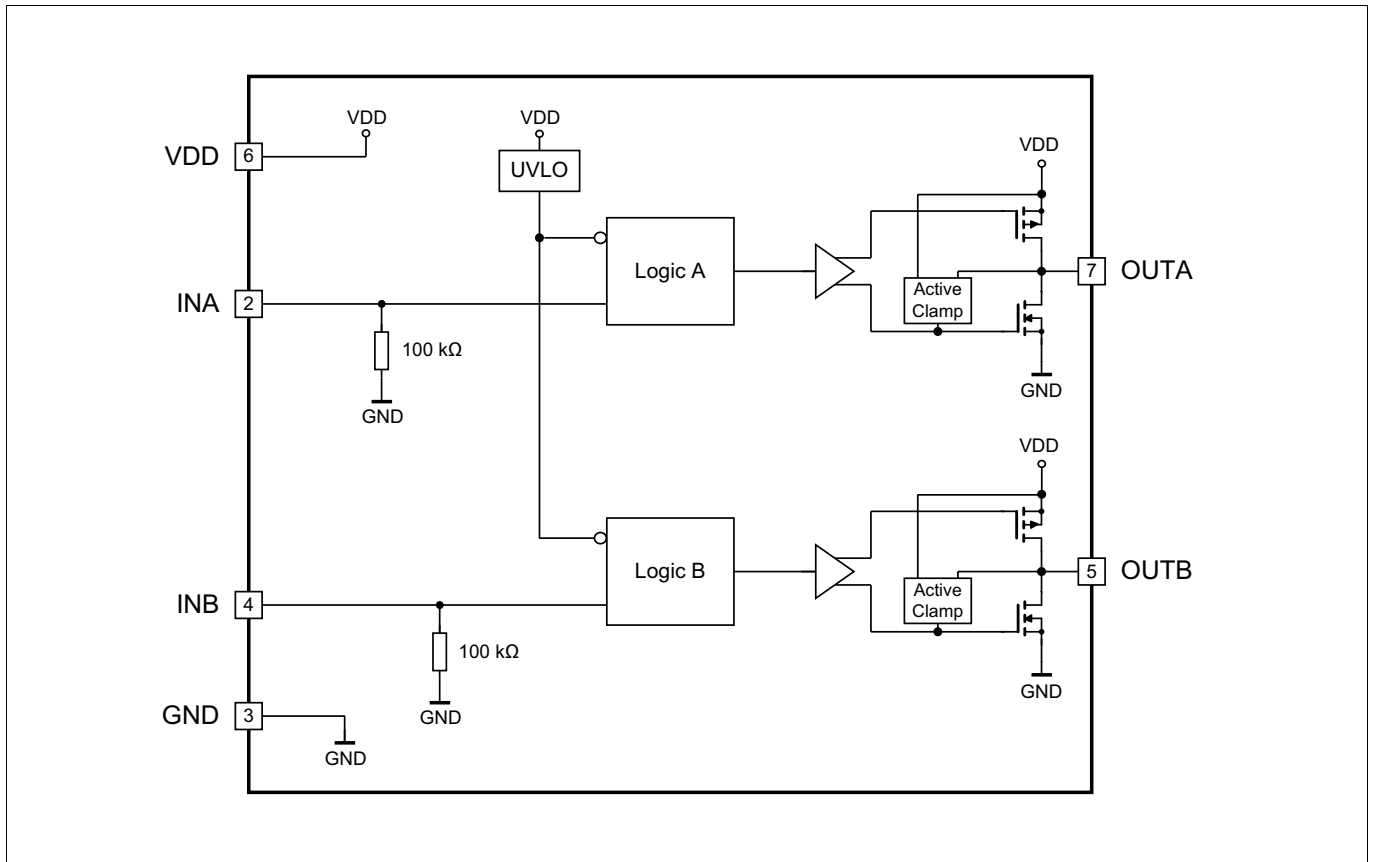 VDD
6
VDD
VDD
UVLO
VDD
INA
2
100 kΩ
GND
Logic A
Active
Clamp
7
OUTA
GND
VDD
INB
4
100 kΩ
GND
Logic B
Active
Clamp
5
OUTB
GND
GND
3
GND